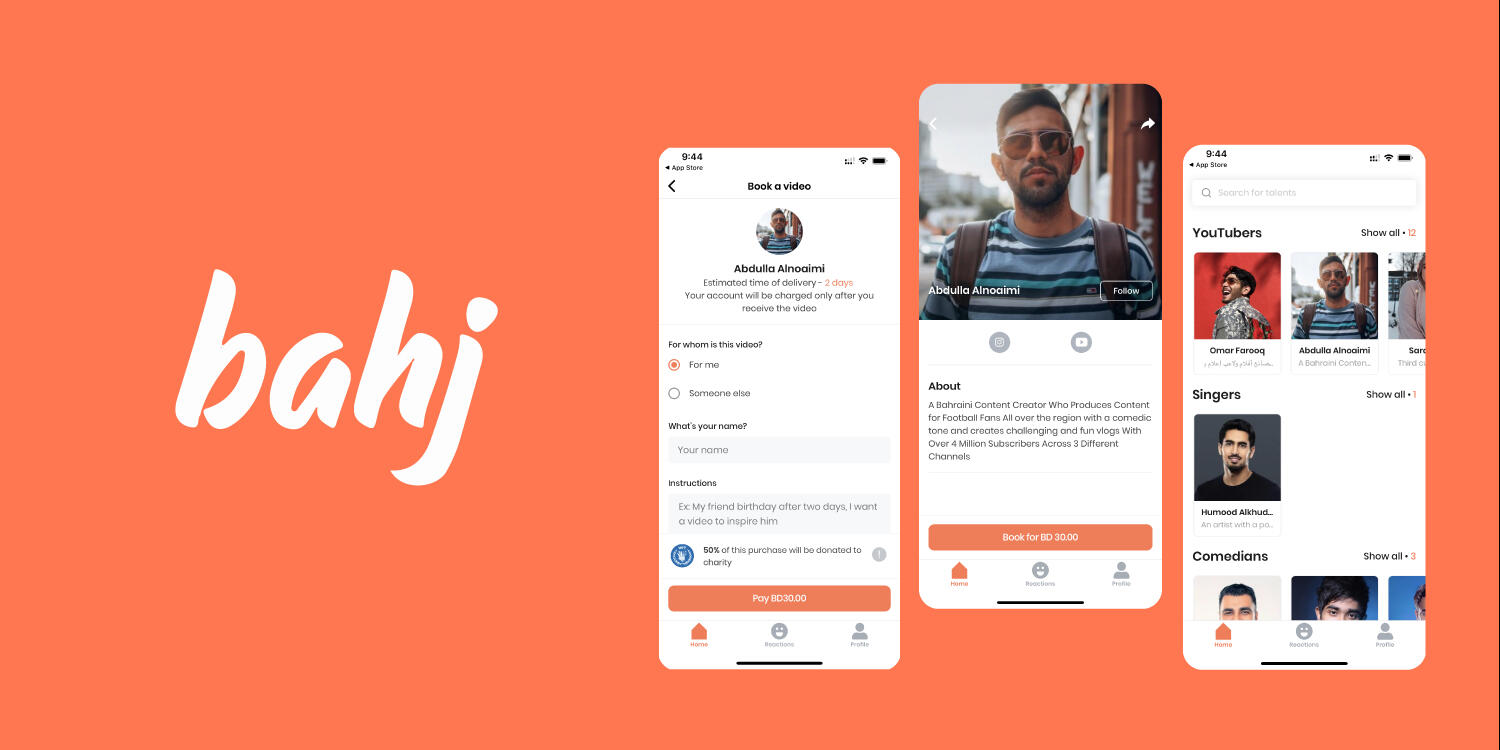 bahj
9:44
App Store
Book a video
Abdulla Alnoaimi
Estimated time of delivery - 2 days
Your account will be charged only after you
receive the video
For whom is this video?
For me
Someone else
What's your name?
Your name
Instructions
Ex: My friend birthday after two days, I want
a video to inspire him
50% of this purchase will be donated to
charity
Pay BD30.00
Home
Reactions
Profile
Abdulla Alnoaimi
Follow
About
A Bahraini Content Creator Who Produces Content
for Football Fans All over the region with a comedic
tone and creates challenging and fun vlogs With
Over 4 Million Subscribers Across 3 Different
Channels
Book for BD 30.00
Home
Reactions
Profile
9:44
App Store
Search for talents
YouTubers
Show all • 12
Omar Farooq
Abdulla Alnoaimi
A Bahraini Conten...
Sara
Third cu
Singers
Show all • 1
Humood Alkhud...
An artist with a po...
Comedians
Show all • 3
Home
Reactions
Profile